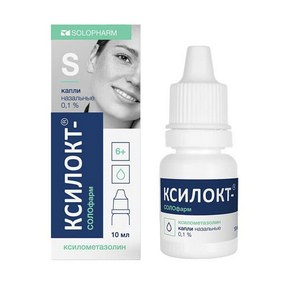 SOLOPHARM
S
капли
назальные
0,1 %
КСИЛОКТ-®
СОЛОфарм
6+
10 мл
ксилометазолин
КСИЛОКТ-®
СОЛОфарм
ксилометазолин
капли назальные
0,1 %